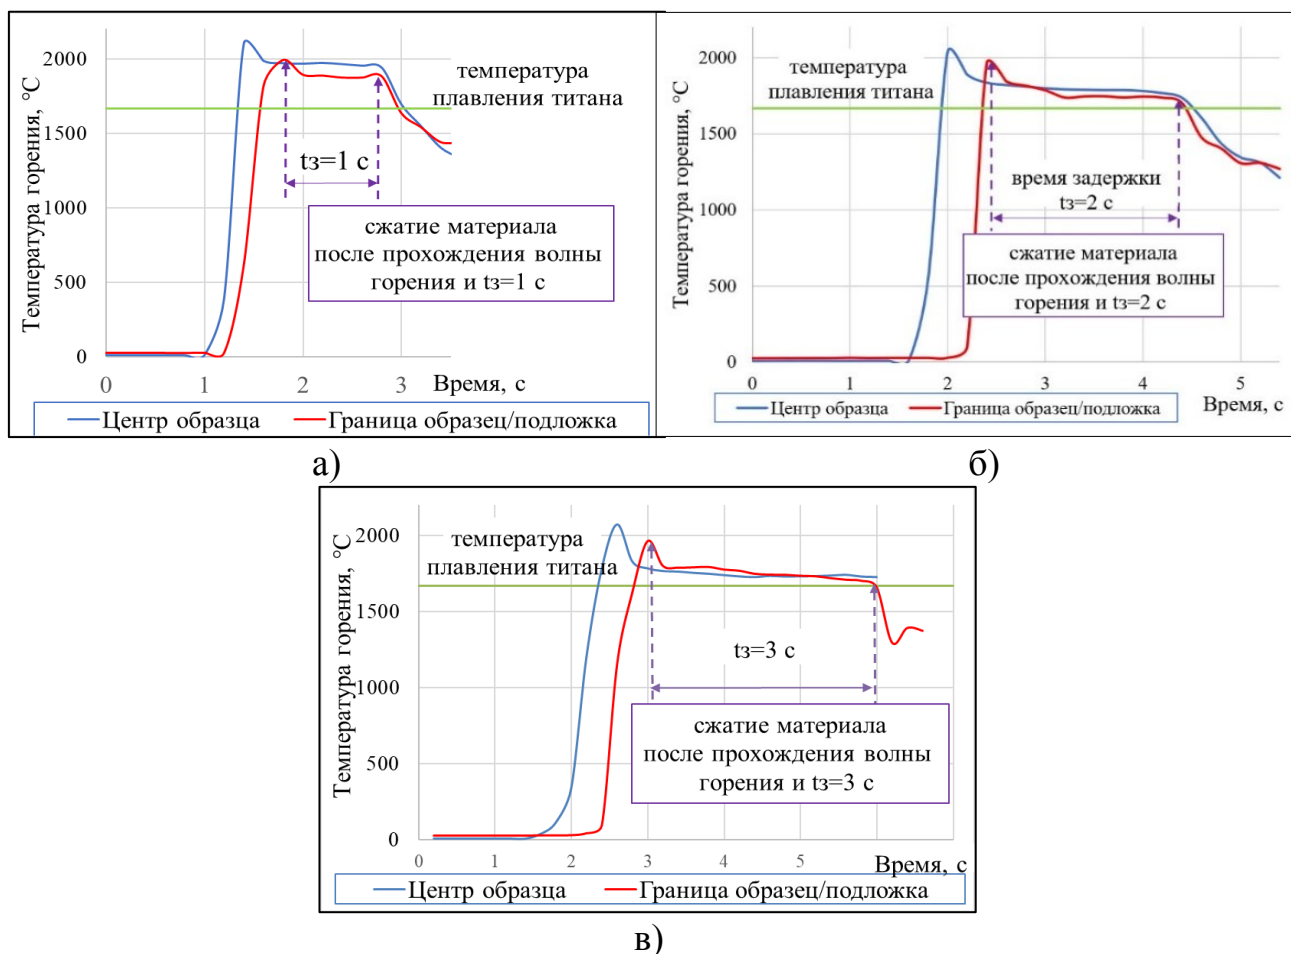 Температура горения, °C
2000
1500
1000
500
0
0
1
2
3
Время, с
температура
плавления титана
tз=1 с
сжатие материала
после прохождения волны
горения и tз=1 с
Центр образца
Граница образец/подложка
а)
Температура горения, °C
2000
1500
1000
500
0
0
1
2
3
4
5
Время, с
температура
плавления титана
время задержки
tз=2 с
сжатие материала
после прохождения волны
горения и tз=2 с
Центр образца
Граница образец/подложка
б)
Температура горения, °C
2000
1500
1000
500
0
0
1
2
3
4
5
Время, с
температура
плавления титана
tз=3 с
сжатие материала
после прохождения волны
горения и tз=3 с
Центр образца
Граница образец/подложка
в)